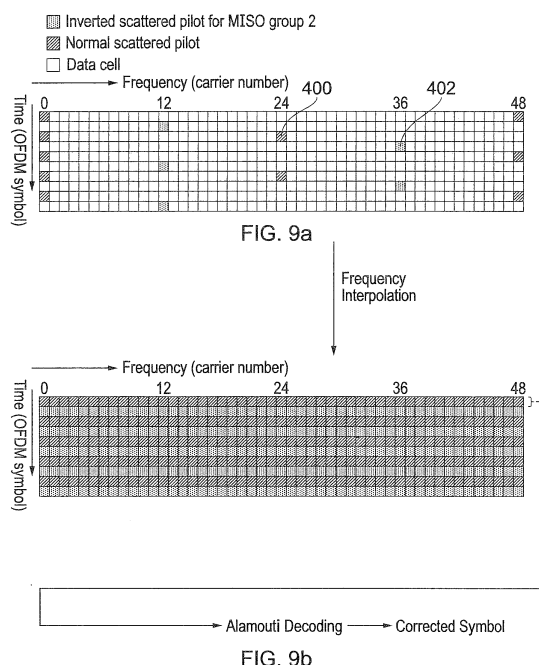 Inverted scattered pilot for MISO group 2
Normal scattered pilot
Data cell
Frequency (carrier number)
400
402
0 12 24 36 48
Time (OFDM symbol)
FIG. 9a
Frequency
Interpolation
Frequency (carrier number)
0 12 24 36 48
Time (OFDM symbol)
Alamouti Decoding
Corrected Symbol
FIG. 9b